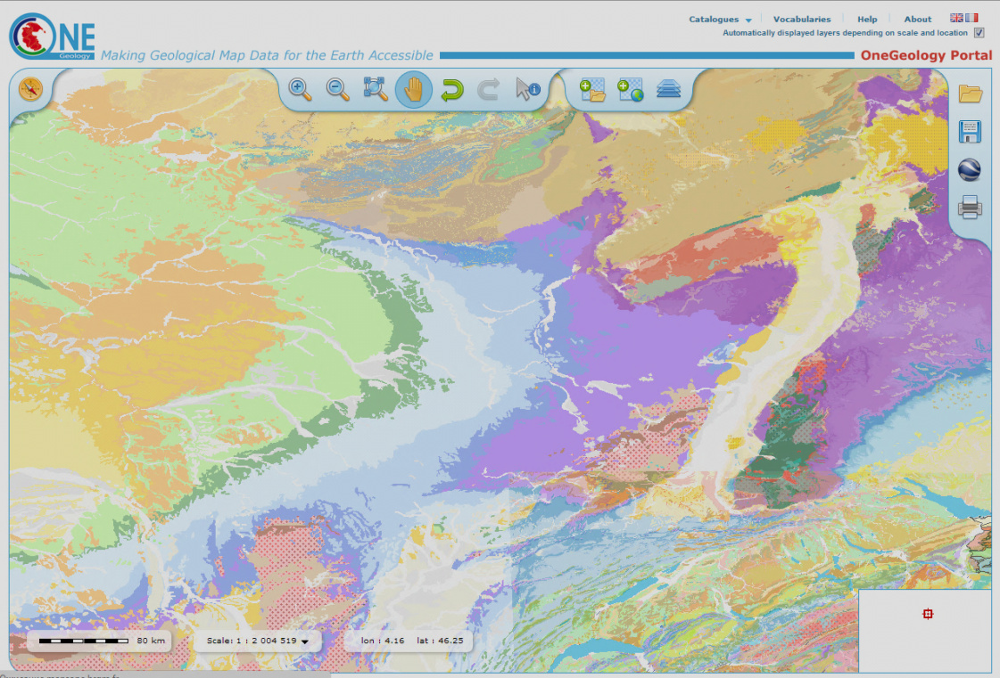 Catalogues Vocabularies Help About
Automatically displayed layers depending on scale and location
ONE
Geology
Making Geological Map Data for the Earth Accessible
OneGeology Portal
80 km
Scale: 1 : 2 004 519
lon : 4.16 lat : 46.25